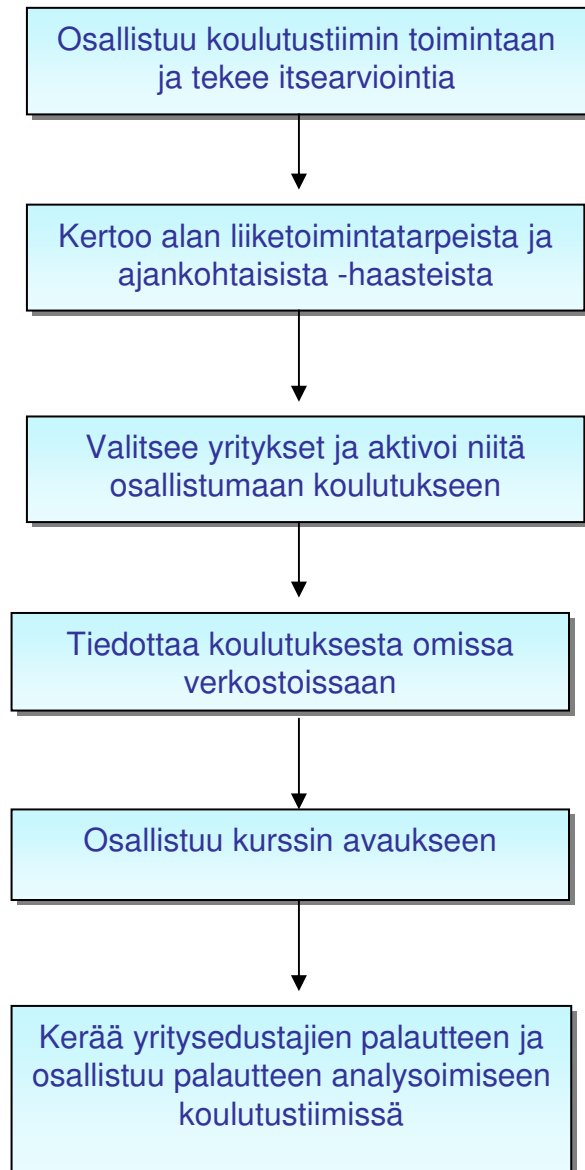 Osallistuu koulutustiimin toimintaan
ja tekee itsearviointia
Kertoo alan liiketoimintatarpeista ja
ajankohtaisista -haasteista
Valitsee yritykset ja aktivoi niitä
osallistumaan koulutukseen
Tiedottaa koulutuksesta omissa
verkostoissaan
Osallistuu kurssin avaukseen
Kerää yritysedustajien palautteen ja
osallistuu palautteen analysoimiseen
koulutustiimissä